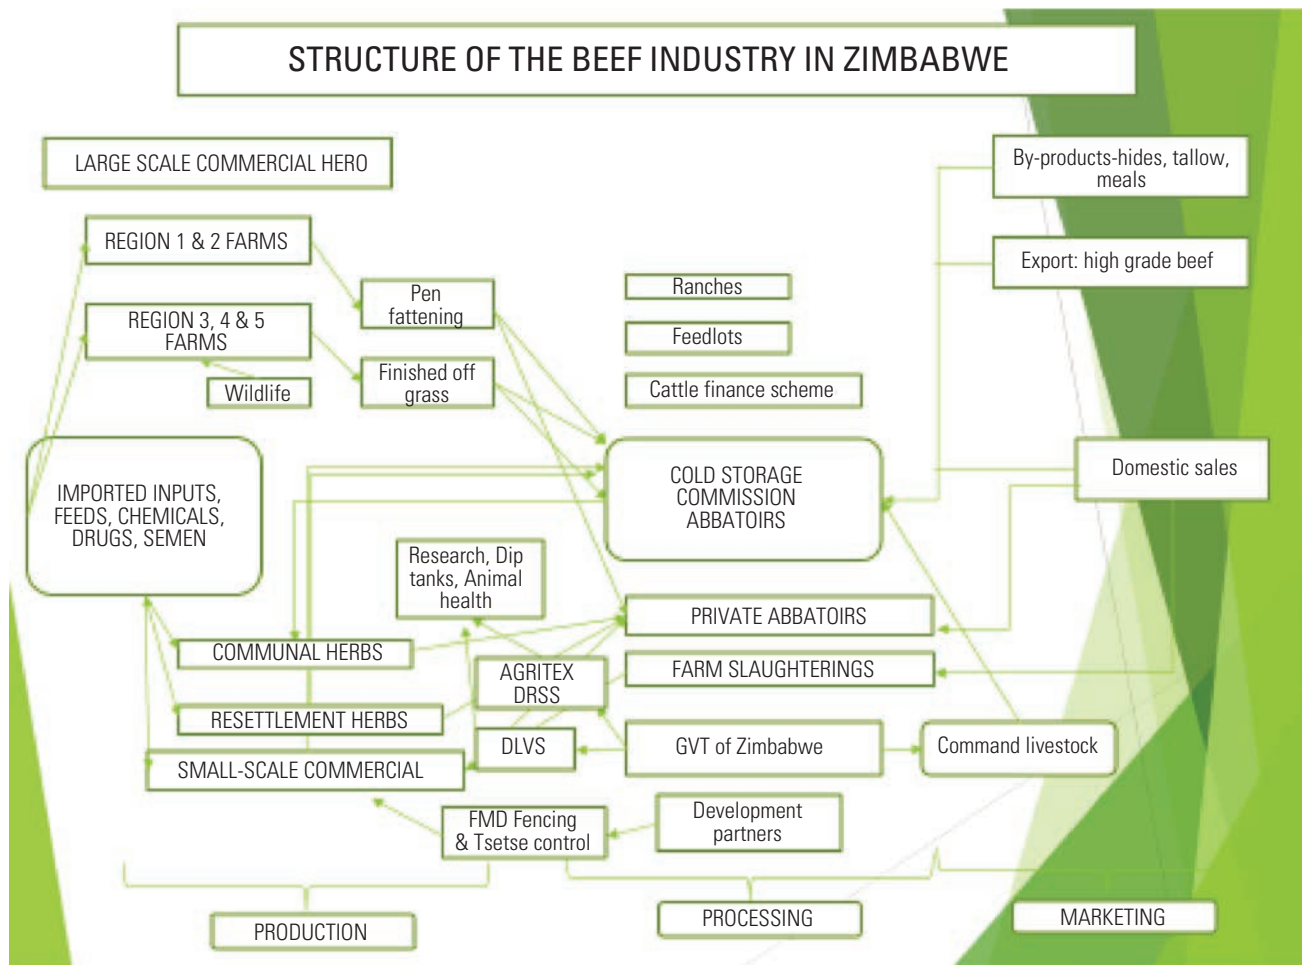 STRUCTURE OF THE BEEF INDUSTRY IN ZIMBABWE
LARGE SCALE COMMERCIAL HERO
By-products-hides, tallow,
meals
REGION 1 & 2 FARMS
Export: high grade beef
Pen
fattening
Ranches
REGION 3, 4 & 5
FARMS
Feedlots
Finished off
grass
Wildlife
Cattle finance scheme
IMPORTED INPUTS,
FEEDS, CHEMICALS,
DRUGS, SEMEN
COLD STORAGE
COMMISSION
ABBATOIRS
Domestic sales
Research, Dip
tanks, Animal
health
PRIVATE ABBATOIRS
COMMUNAL HERBS
AGRITEX
DRSS
FARM SLAUGHTERINGS
RESETTLEMENT HERBS
DLVS
GVT of Zimbabwe
Command livestock
SMALL-SCALE COMMERCIAL
FMD Fencing
& Tsetse control
Development
partners
PRODUCTION
PROCESSING
MARKETING